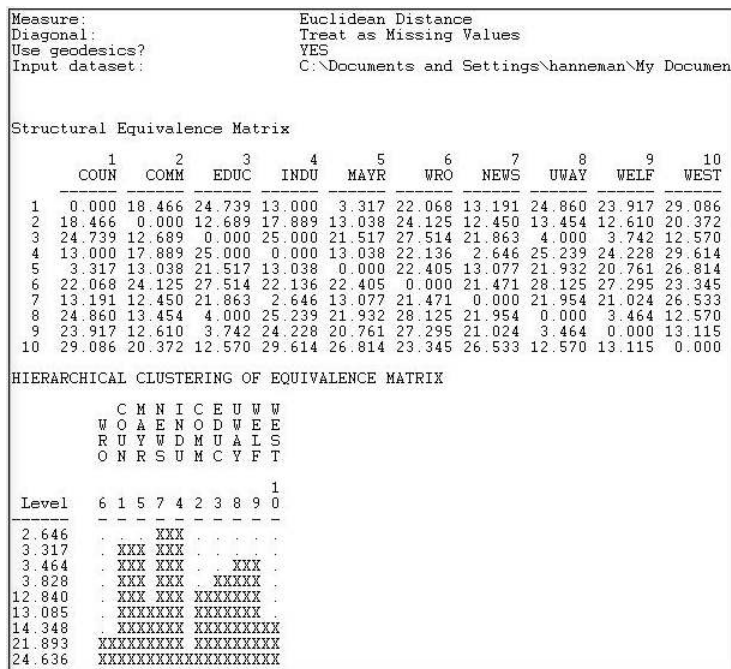 Measure: Euclidean Distance
Diagonal: Treat as Missing Values
Use geodesics? YES
Input dataset: C:\Documents and Settings\hanneman\My Documen
Structural Equivalence Matrix
1 2 3 4 5 6 7 8 9 10
COUN COMM EDUC INDU MAYR WRO NEWS UWAY WELF WEST
------ ------ ------ ------ ------ ------ ------ ------ ------ ------
1 0.000 18.466 24.739 13.000 3.317 22.068 13.191 24.860 23.917 29.086
2 18.466 0.000 12.689 17.889 13.038 24.125 12.450 13.454 12.610 20.372
3 24.739 12.689 0.000 25.000 21.517 27.514 21.863 4.000 3.742 12.570
4 13.000 17.889 25.000 0.000 13.038 22.136 2.646 25.239 24.228 29.614
5 3.317 13.038 21.517 13.038 0.000 22.405 13.077 21.932 20.761 26.814
6 22.068 24.125 27.514 22.136 22.405 0.000 21.471 28.125 27.295 23.345
7 13.191 12.450 21.863 2.646 13.077 21.471 0.000 21.954 21.024 26.533
8 24.860 13.454 4.000 25.239 21.932 28.125 21.954 0.000 3.464 12.570
9 23.917 12.610 3.742 24.228 20.761 27.295 21.024 3.464 0.000 13.115
10 29.086 20.372 12.570 29.614 26.814 23.345 26.533 12.570 13.115 0.000
HIERARCHICAL CLUSTERING OF EQUIVALENCE MATRIX
C M N I C E U W W
W O A E N O D W E E
R U Y W D M U A L S
O N R S U M C Y F T
1
Level 6 1 5 7 4 2 3 8 9 0
------ - - - - - - - - - -
2.646 . . . XXX . . . . .
3.317 . XXX XXX . . . . .
3.464 . XXX XXX . . XXX .
3.828 . XXX XXX . XXXXX .
12.840 . XXX XXX XXXXXXX .
13.085 . XXXXXXX XXXXXXX .
14.348 . XXXXXXX XXXXXXXXX
21.893 XXXXXXXXX XXXXXXXXX
24.636 XXXXXXXXXXXXXXXXXXX